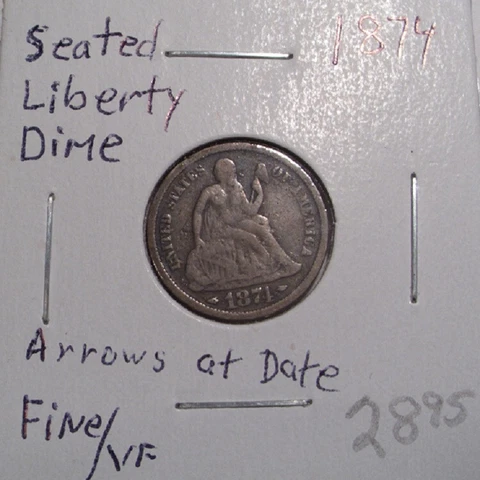 Seated 1874
Liberty
Dime
UNITED STATES OF AMERICA
1874
Arrows at Date
Fine/VF 2895